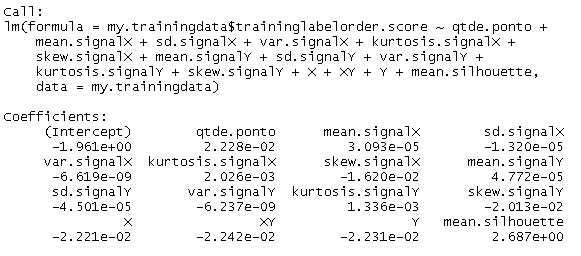 Call:
lm(formula = my.trainingdata$traininglabelorder.score ~ qtde.ponto +
    mean.signalX + sd.signalX + var.signalX + kurtosis.signalX +
    skew.signalX + mean.signalY + sd.signalY + var.signalY +
    kurtosis.signalY + skew.signalY + X + XY + Y + mean.silhouette,
    data = my.trainingdata)
Coefficients:
     (Intercept)        qtde.ponto      mean.signalX        sd.signalX
      -1.961e+00         2.228e-02         3.093e-05        -1.320e-05
     var.signalX  kurtosis.signalX      skew.signalX      mean.signalY
      -6.619e-09         2.026e-03        -1.620e-02         4.772e-05
      sd.signalY       var.signalY  kurtosis.signalY      skew.signalY
      -4.501e-05        -6.237e-09         1.336e-03        -2.013e-02
               X                XY                 Y   mean.silhouette
      -2.221e-02        -2.242e-02        -2.231e-02         2.687e+00